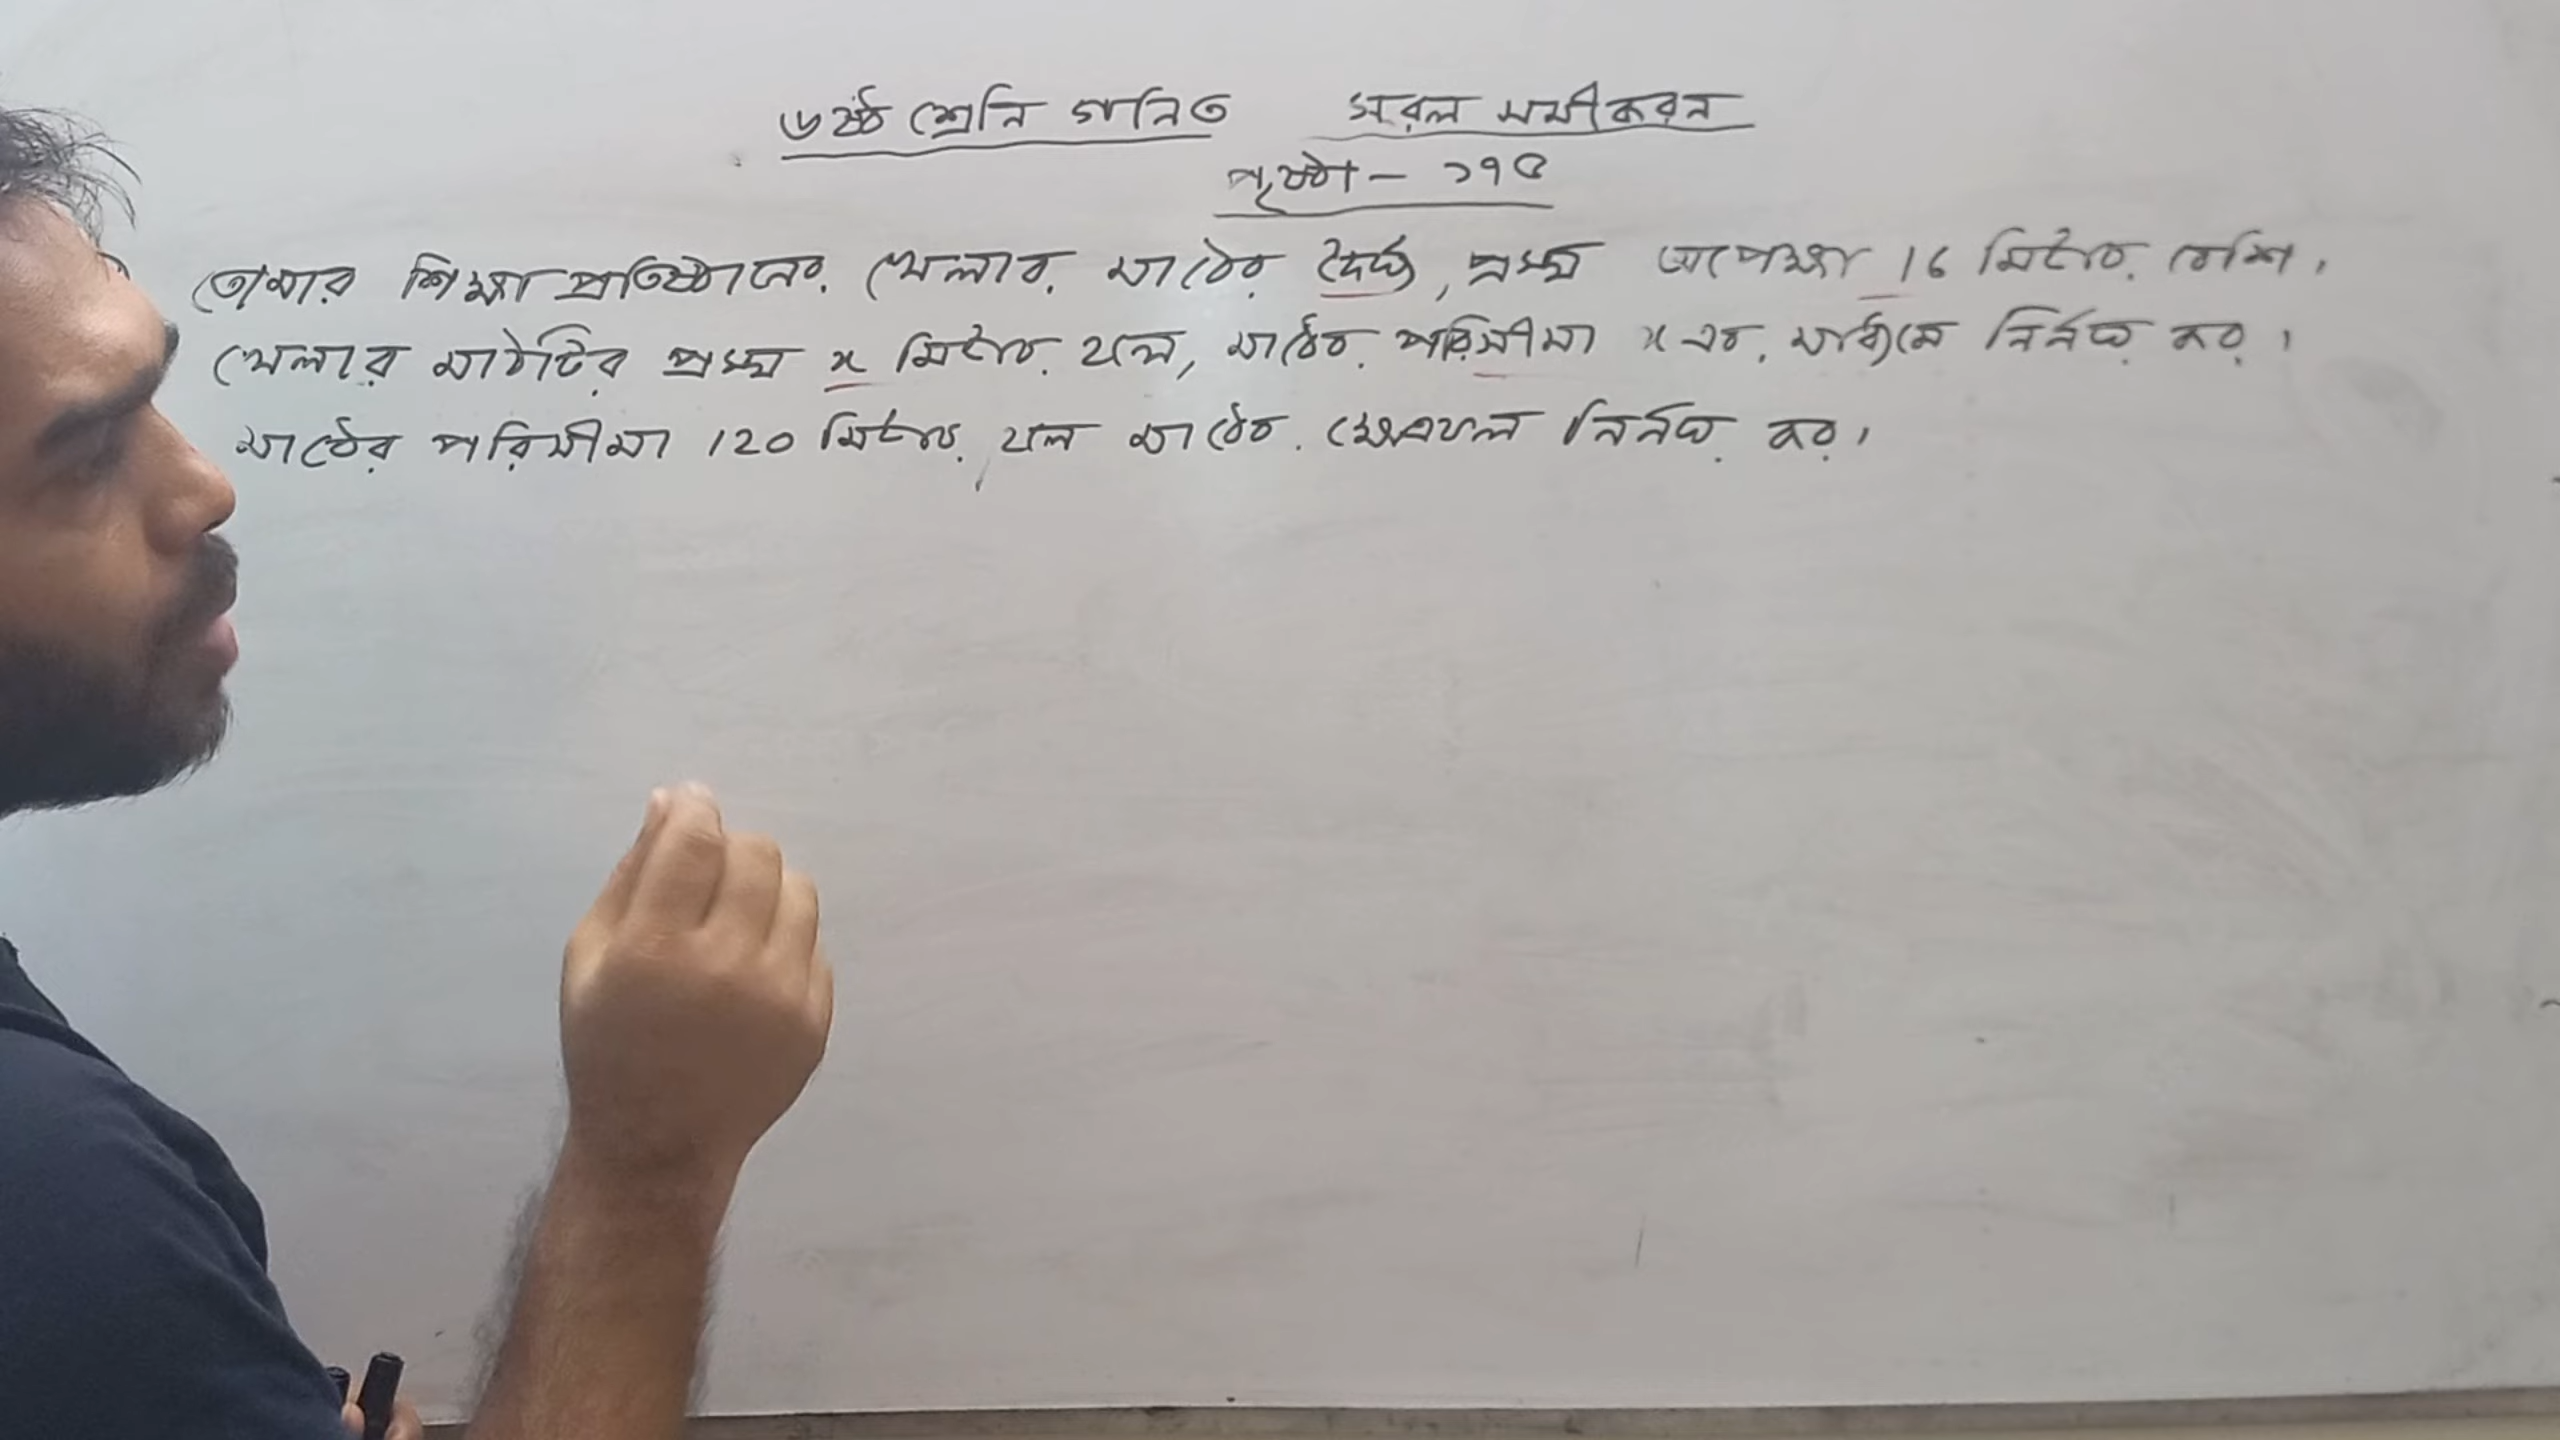 ৬ষ্ঠ শ্রেনি গনিত সরল সমীকরন
পৃষ্ঠা - ১৭৫
তোমার শিক্ষা প্রতিষ্ঠানের খেলার মাঠের দৈর্ঘ্য, প্রস্থ অপেক্ষা 16 মিটার বেশি।
খেলার মাঠটির প্রস্থ x মিটার হলে, মাঠের পরিসীমা x এর মাধ্যমে নির্নয় কর।
মাঠের পরিসীমা 120 মিটার হলে মাঠের ক্ষেত্রফল নির্নয় কর।